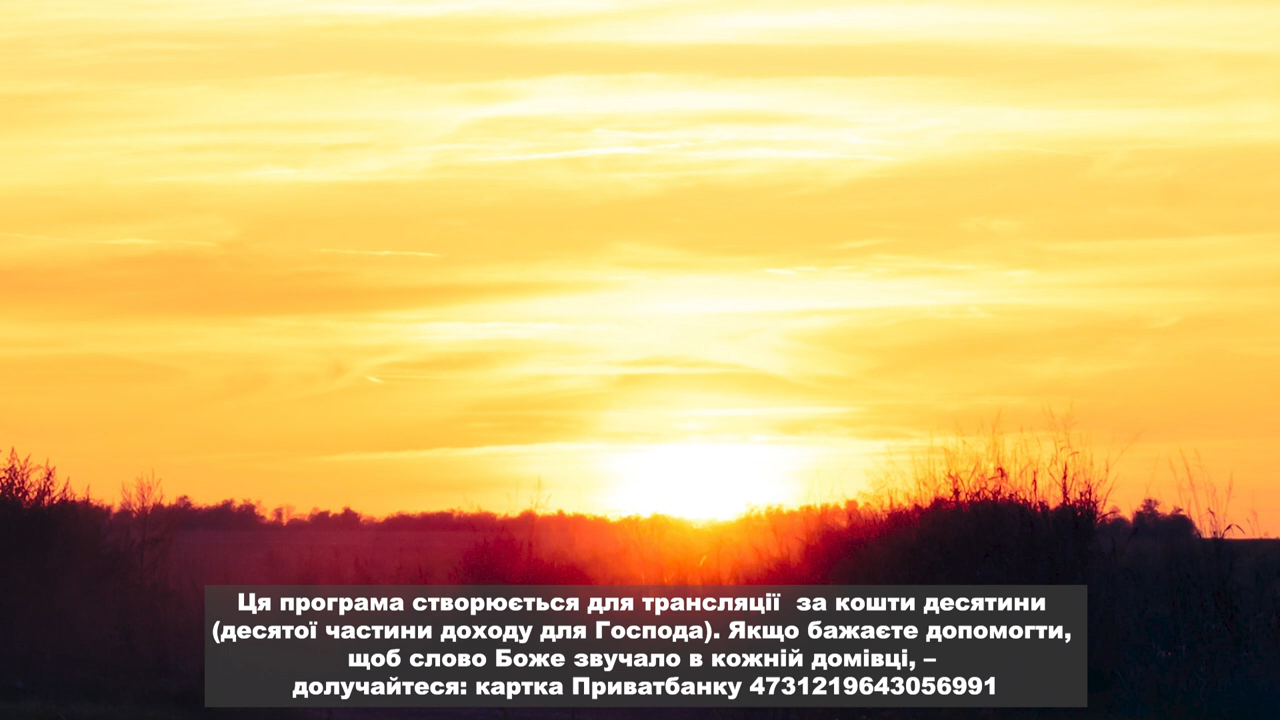 Ця програма створюється для трансляції за кошти десятини
(десятої частини доходу для Господа). Якщо бажаєте допомогти,
щоб слово Боже звучало в кожній домівці, –
долучайтеся: картка Приватбанку 4731219643056991